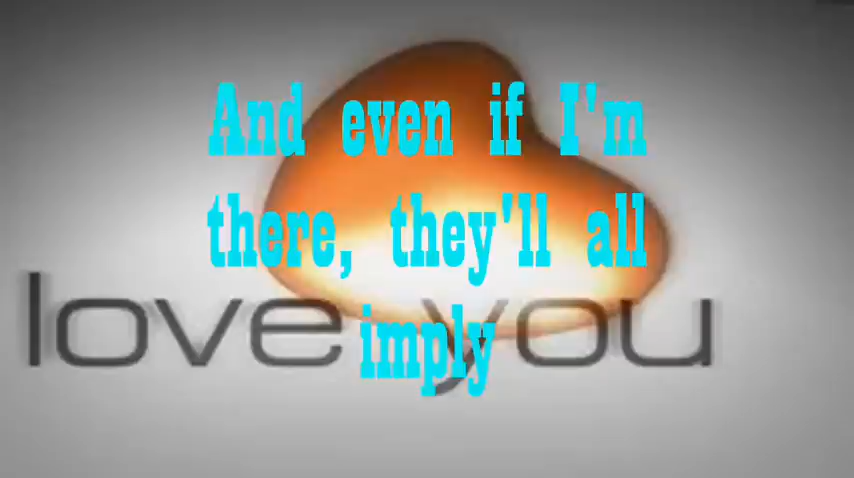 And even if I'm
there, they'll all
imply
love you